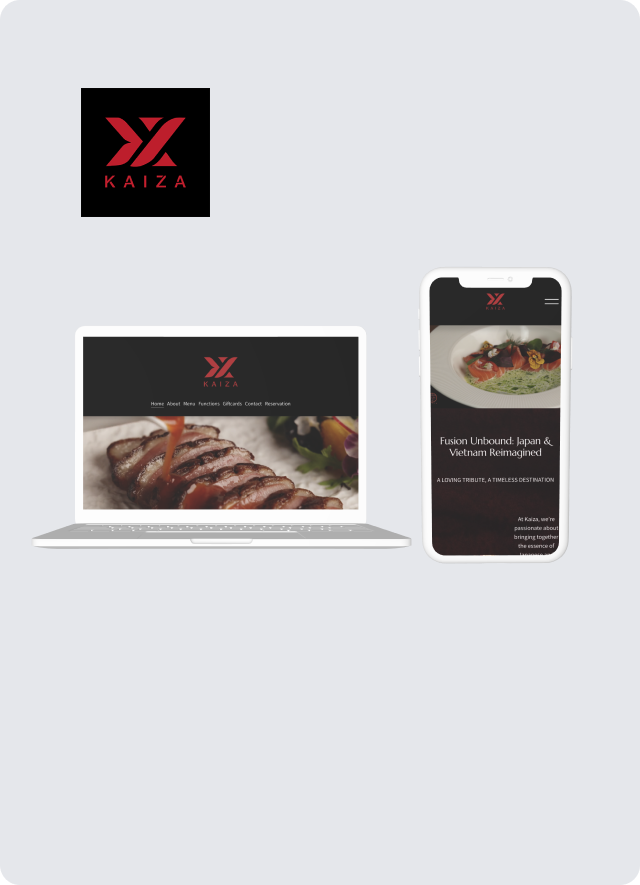 KAIZA
KAIZA
Home About Menu Functions Giftcards Contact Reservation
KAIZA
Fusion Unbound: Japan &
Vietnam Reimagined
A LOVING TRIBUTE, A TIMELESS DESTINATION
At Kaiza, we're
passionate about
bringing together
the essence of